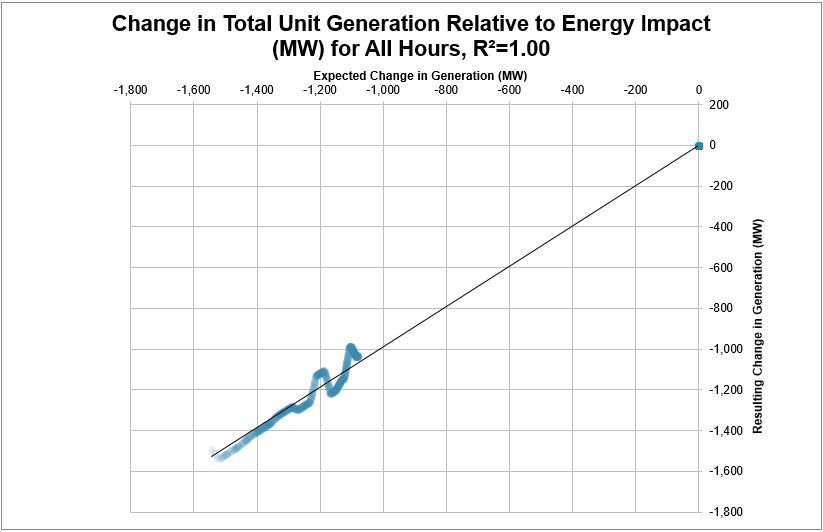 Change in Total Unit Generation Relative to Energy Impact
(MW) for All Hours, R²=1.00
Expected Change in Generation (MW)
-1,800 -1,600 -1,400 -1,200 -1,000 -800 -600 -400 -200 0
200
0
-200
-400
-600
-800
-1,000
-1,200
-1,400
-1,600
-1,800
Resulting Change in Generation (MW)